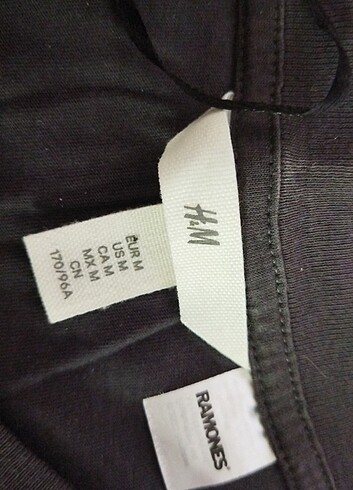 H&M
EUR M
US M
CA M
MX M
CN
170/96A
RAMONES